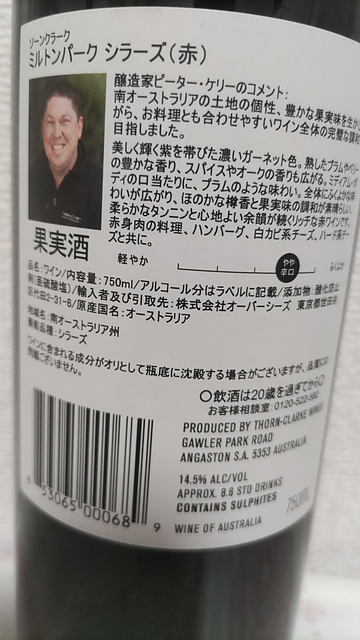 ソーンクラーク
ミルトンパーク シラーズ(赤)
醸造家ピーター・ケリーのコメント:
南オーストラリアの土地の個性、豊かな果実味を生か
がら、お料理とも合わせやすいワイン全体の完璧な調和
目指しました。
美しく輝く紫を帯びた濃いガーネット色。熟したプラムやベリー
の豊かな香り、スパイスやオークの香りも広がる。ミディアム・ボ
ディの口当たりに、プラムのような味わい。全体にふくよかな味
わいが広がり、ほのかな樽香と果実味の調和が素晴らしい
柔らかなタンニンと心地よい余韻が続くリッチな赤ワインです。
赤身肉の料理、ハンバーグ、白カビ系チーズ、ハード系チー
ズと共に。
果実酒
軽やか
やや
辛口
ふくよか
品名:ワイン/内容量:750ml/アルコール分はラベルに記載/添加物:酸化防止
剤(亜硫酸塩)/輸入者及び引取先:株式会社オーバーシーズ 東京都世田谷
区代田2-31-8/原産国名:オーストラリア
地域名:南オーストラリア州
葡萄品種:シラーズ
ワインに含まれる成分がオリとして瓶底に沈殿する場合がございますが、品質には
問題ございません。
〇飲酒は20歳を過ぎてから〇
お客様相談室:0120-522-582
PRODUCED BY THORN-CLARKE WINES
GAWLER PARK ROAD
ANGASTON S.A. 5353 AUSTRALIA
14.5% ALC/VOL
APPROX. 8.6 STD DRINKS
CONTAINS SULPHITES
750mL
WINE OF AUSTRALIA
53065 00068 9